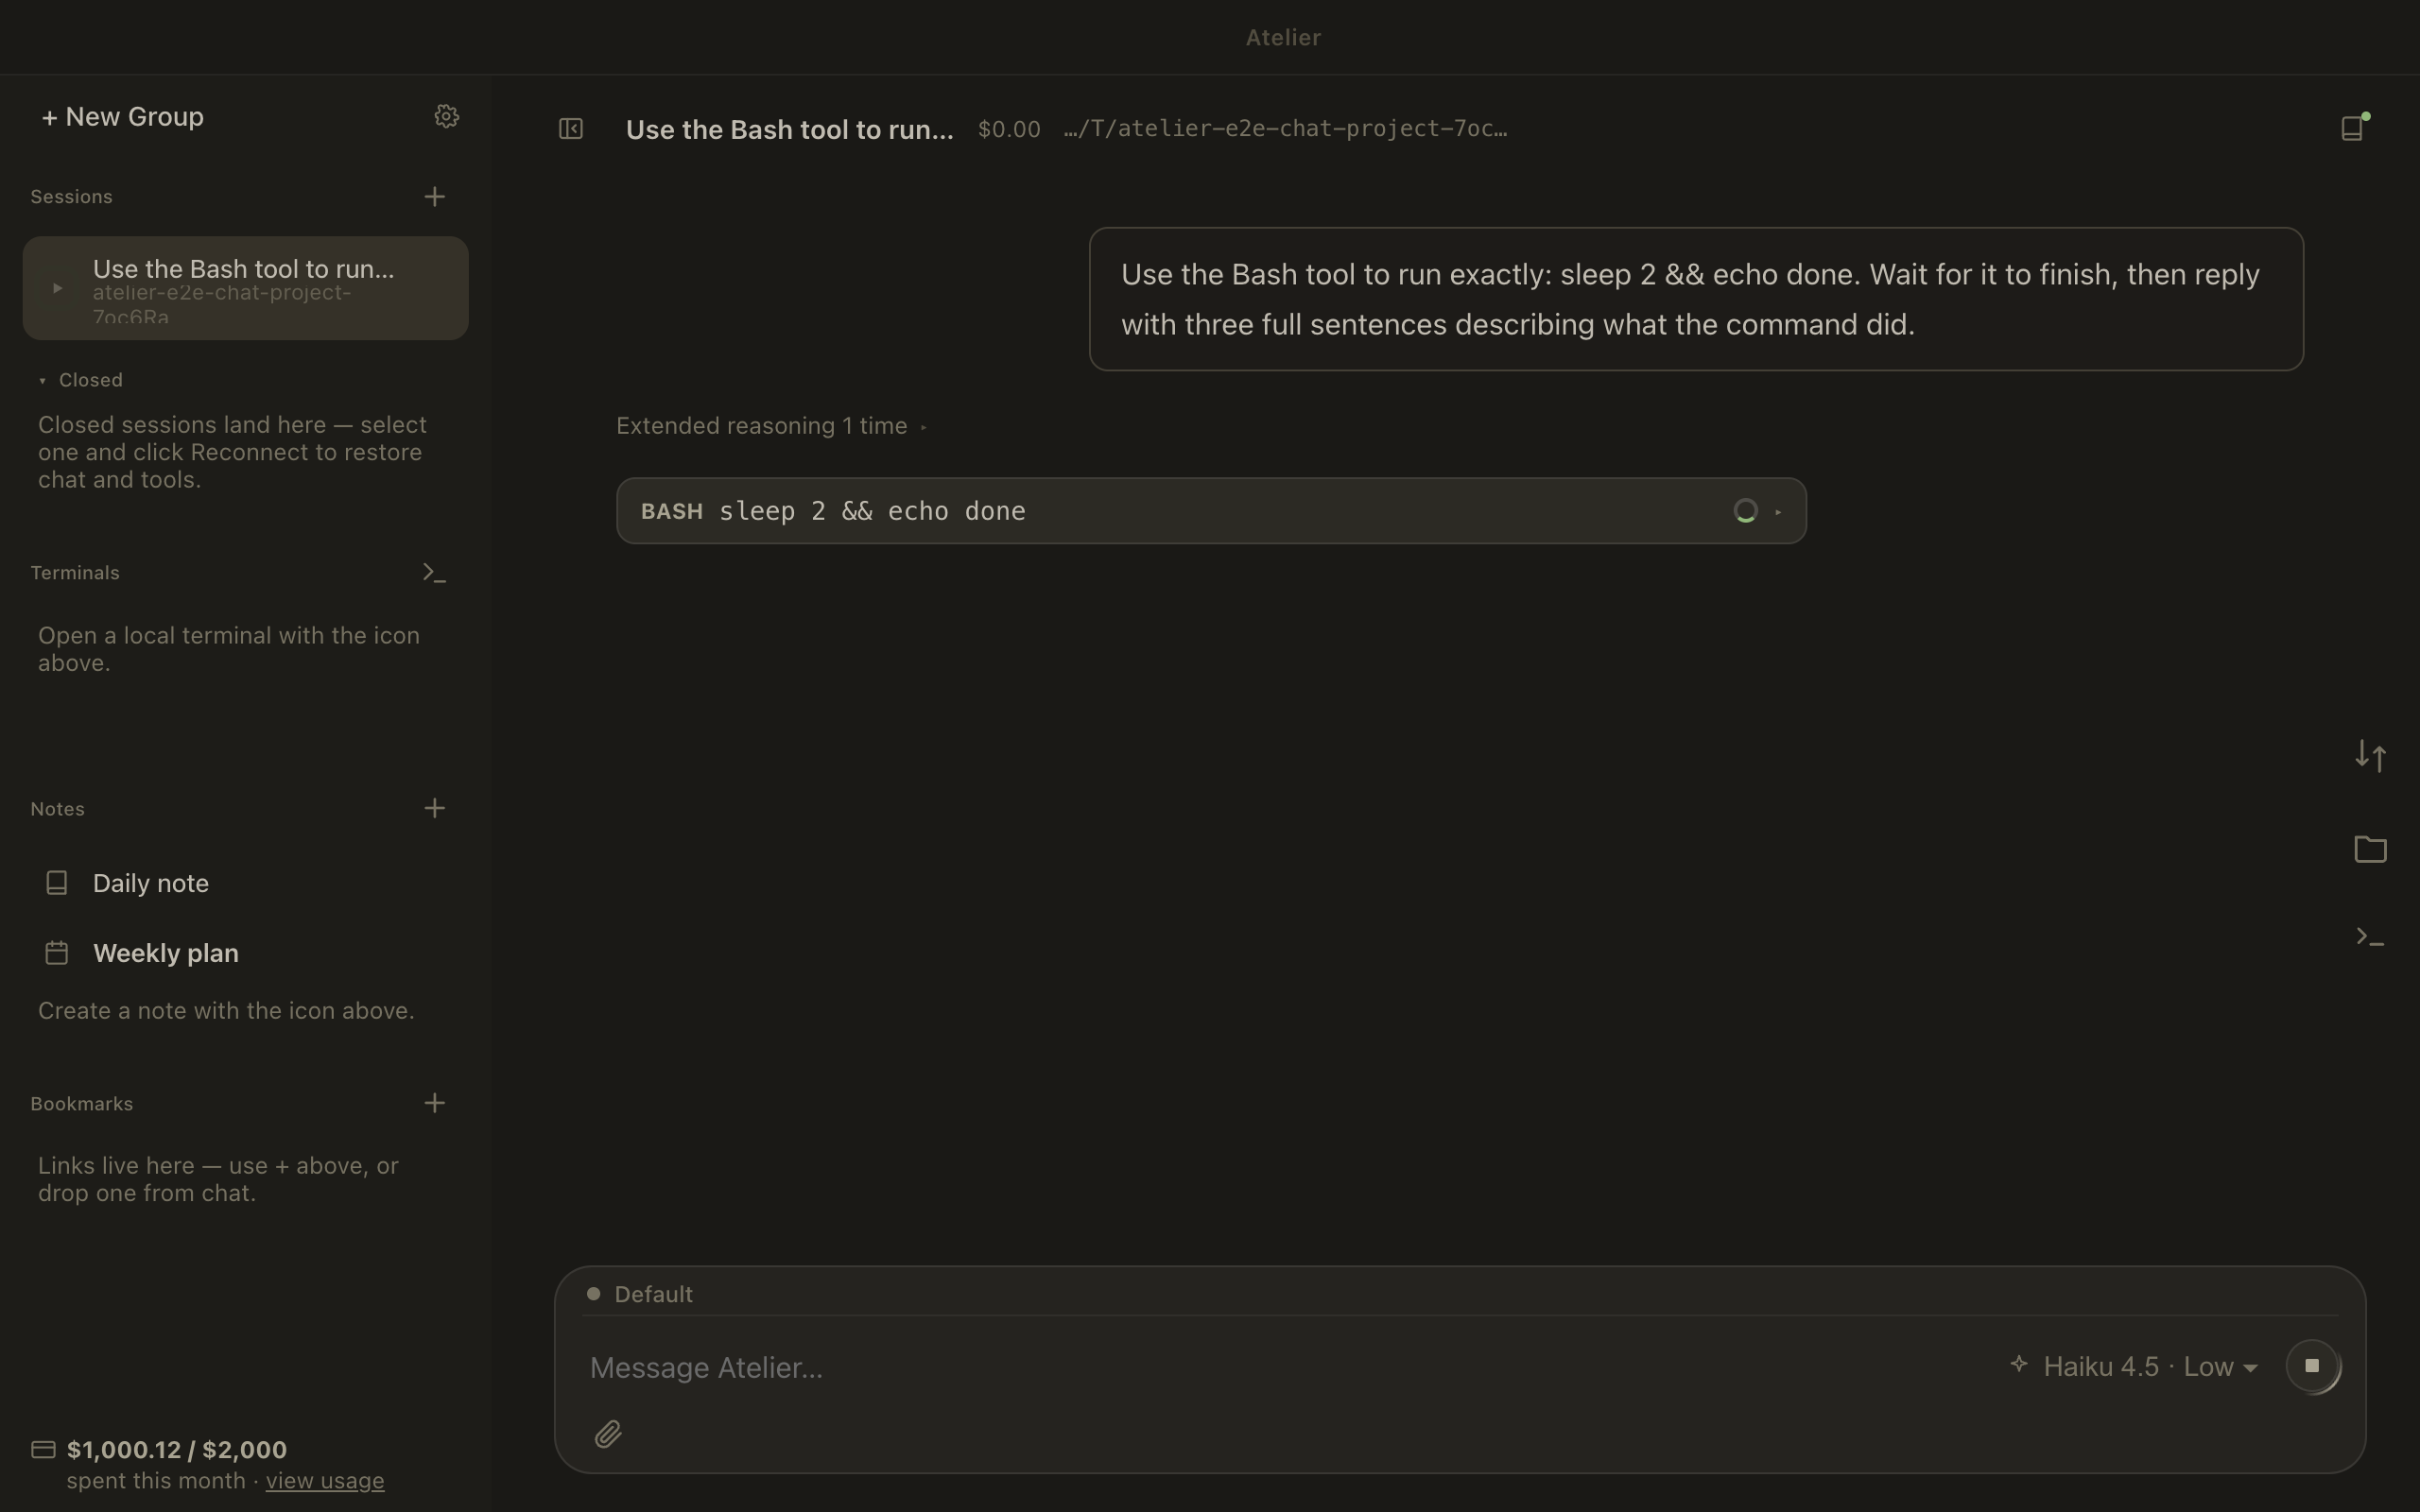 Atelier
+ New Group
Sessions
Use the Bash tool to run...
atelier-e2e-chat-project-
7oc6Ra
Closed
Closed sessions land here — select
one and click Reconnect to restore
chat and tools.
Terminals
Open a local terminal with the icon
above.
Notes
Daily note
Weekly plan
Create a note with the icon above.
Bookmarks
Links live here — use + above, or
drop one from chat.
$1,000.12 / $2,000
spent this month · view usage
Use the Bash tool to run... $0.00 …/T/atelier-e2e-chat-project-7oc…
Use the Bash tool to run exactly: sleep 2 && echo done. Wait for it to finish, then reply
with three full sentences describing what the command did.
Extended reasoning 1 time
BASH sleep 2 && echo done
Default
Message Atelier...
Haiku 4.5 · Low